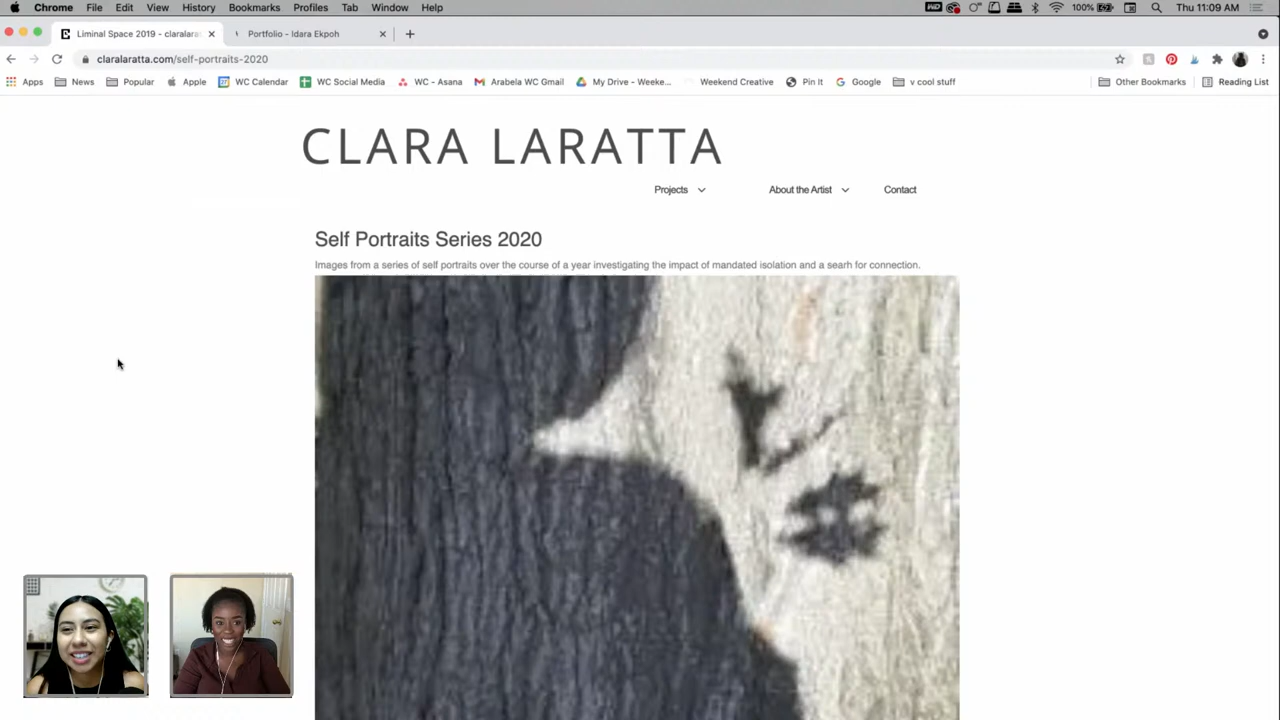 Chrome File Edit View History Bookmarks Profiles Tab Window Help 100% Thu 11:09 AM
Liminal Space 2019 - claralarat Portfolio - Idara Ekpoh
claralaratta.com/self-portraits-2020
Apps News Popular Apple WC Calendar WC Social Media WC - Asana Arabela WC Gmail My Drive - Weeke... Weekend Creative Pin It Google v cool stuff Other Bookmarks Reading List
CLARA LARATTA
Projects About the Artist Contact
Self Portraits Series 2020
Images from a series of self portraits over the course of a year investigating the impact of mandated isolation and a searh for connection.